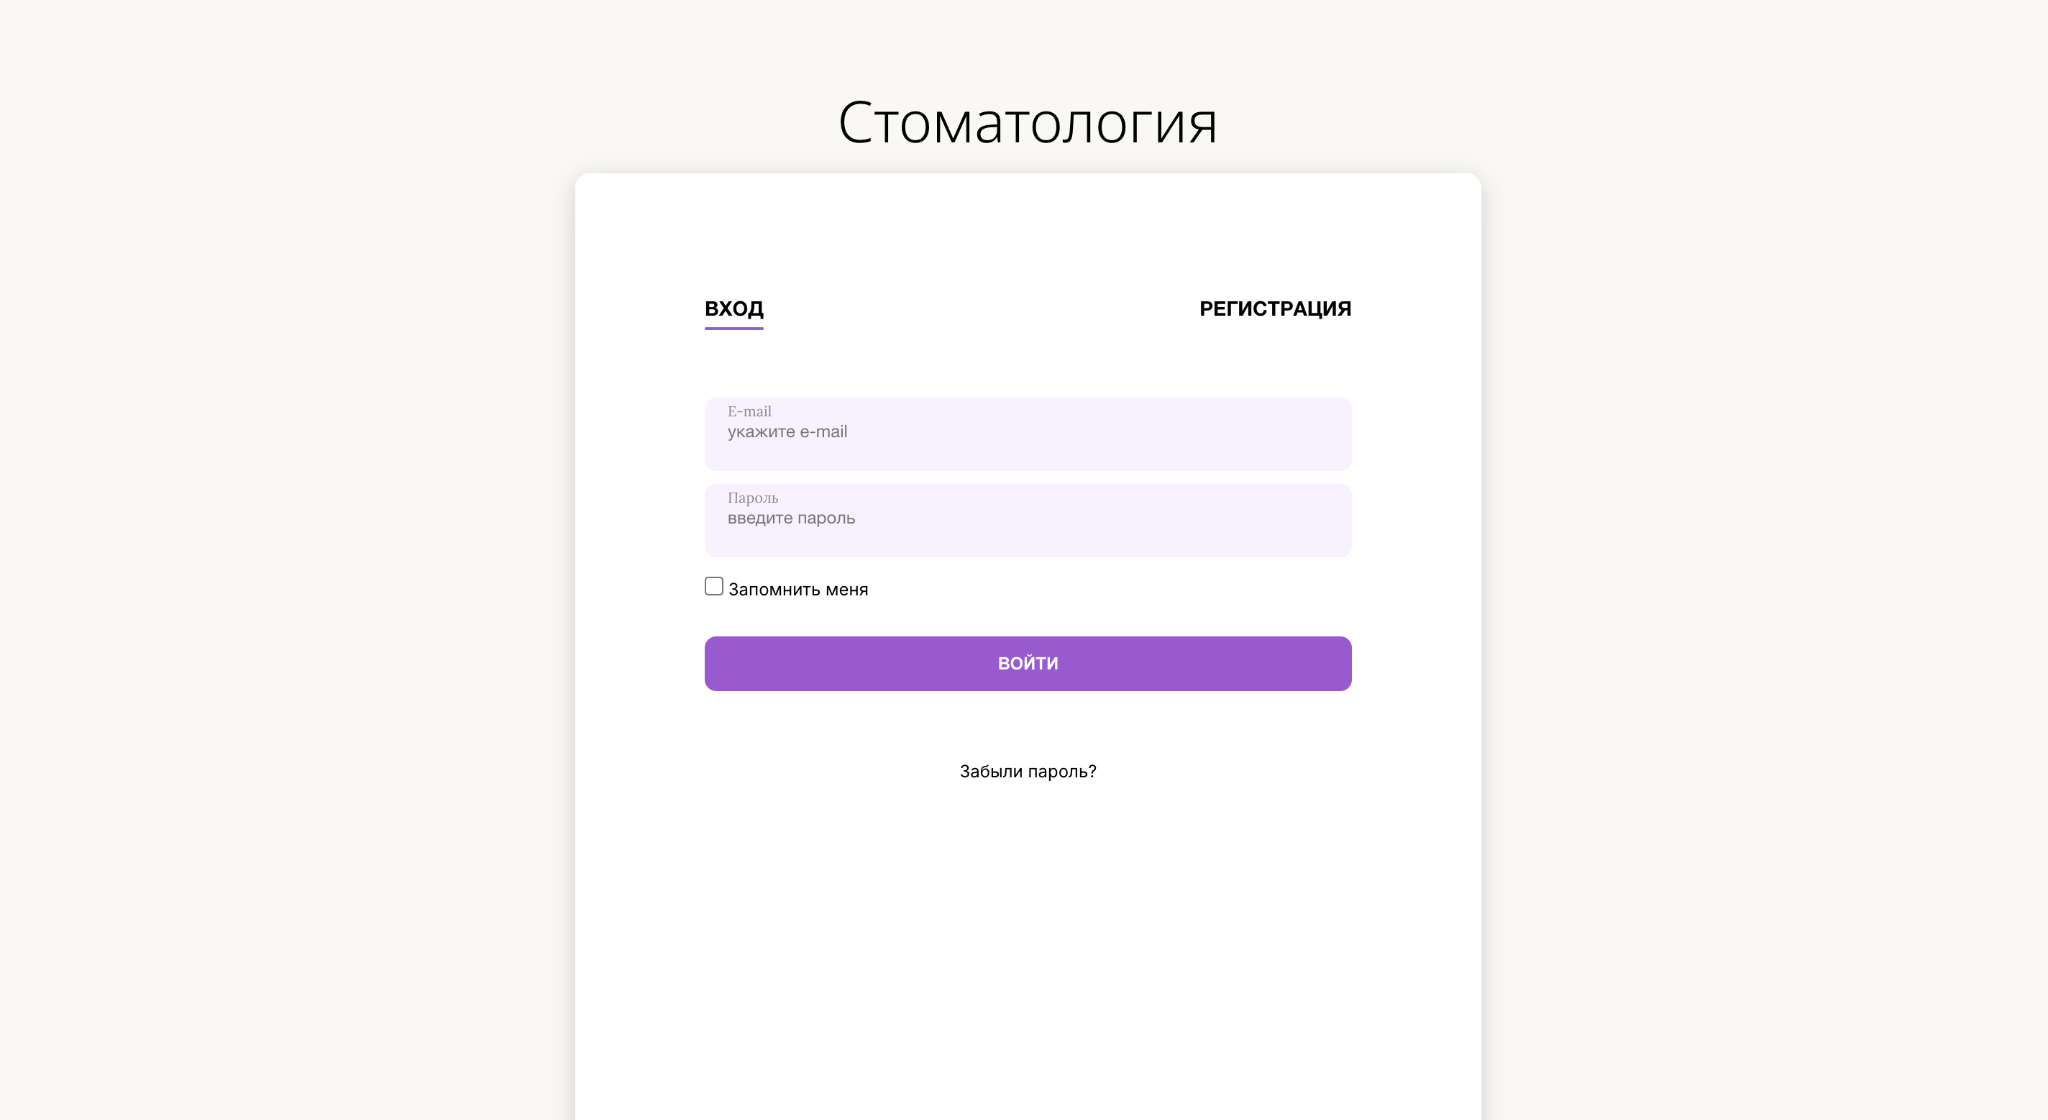 Стоматология
ВХОД
РЕГИСТРАЦИЯ
E-mail
укажите e-mail
Пароль
введите пароль
Запомнить меня
ВОЙТИ
Забыли пароль?